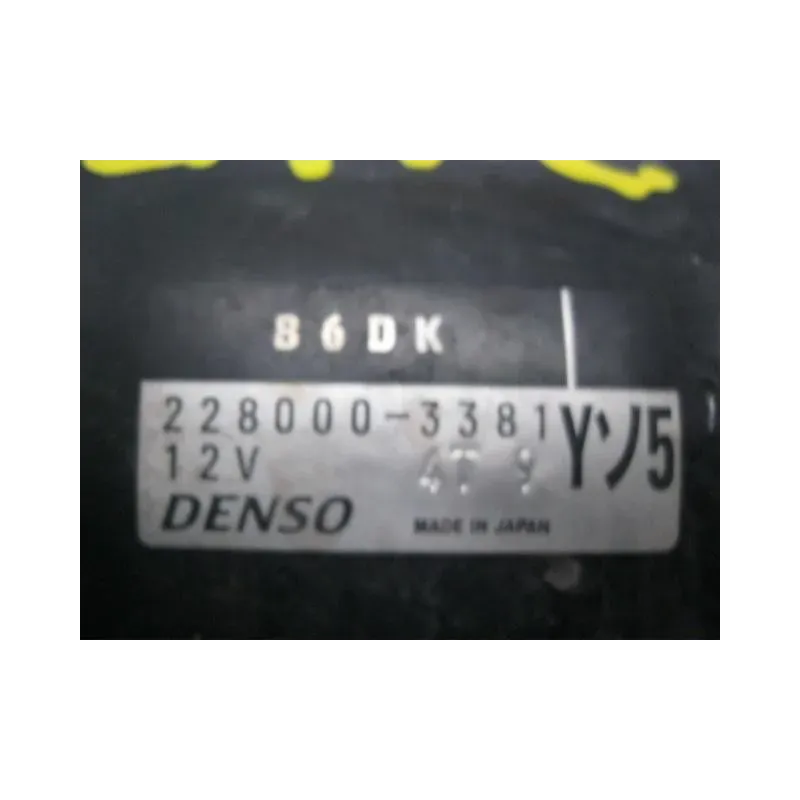 86DK
228000-3381 Yソ5
12V 4T 9
DENSO MADE IN JAPAN